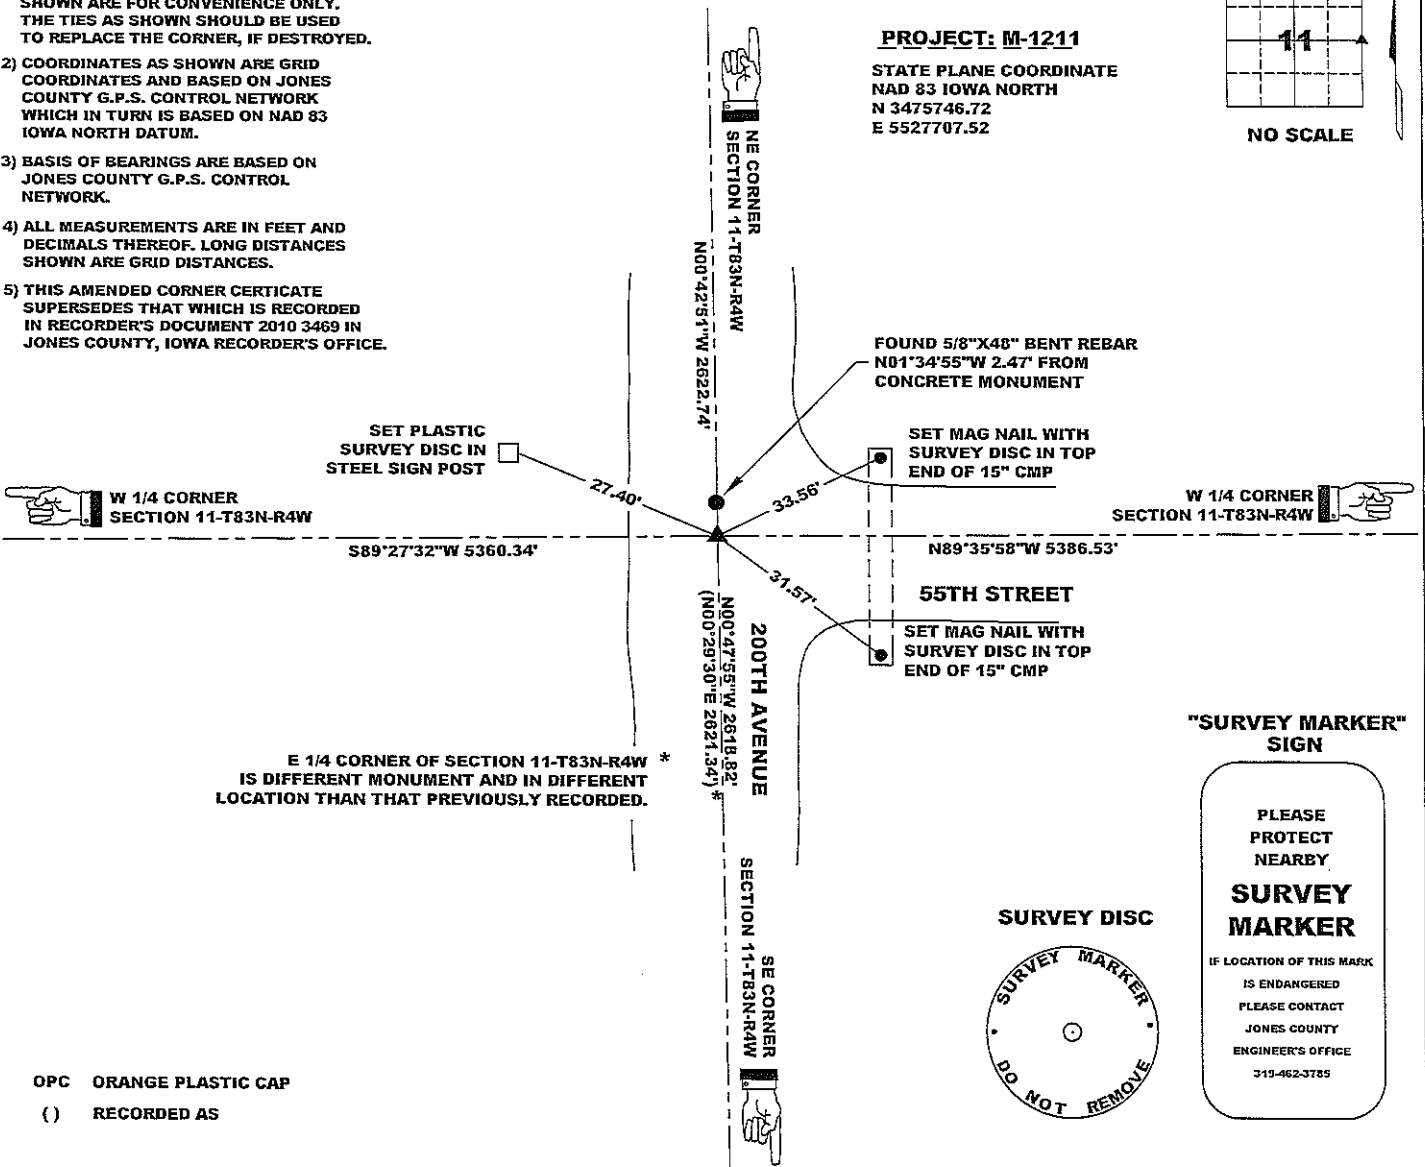 SHOWN ARE FOR CONVENIENCE ONLY.
THE TIES AS SHOWN SHOULD BE USED
TO REPLACE THE CORNER, IF DESTROYED.
2) COORDINATES AS SHOWN ARE GRID
COORDINATES AND BASED ON JONES
COUNTY G.P.S. CONTROL NETWORK
WHICH IN TURN IS BASED ON NAD 83
IOWA NORTH DATUM.
3) BASIS OF BEARINGS ARE BASED ON
JONES COUNTY G.P.S. CONTROL
NETWORK.
4) ALL MEASUREMENTS ARE IN FEET AND
DECIMALS THEREOF. LONG DISTANCES
SHOWN ARE GRID DISTANCES.
5) THIS AMENDED CORNER CERTICATE
SUPERSEDES THAT WHICH IS RECORDED
IN RECORDER'S DOCUMENT 2010 3469 IN
JONES COUNTY, IOWA RECORDER'S OFFICE.
PROJECT: M-1211
STATE PLANE COORDINATE
NAD 83 IOWA NORTH
N 3475746.72
E 5527707.52
11
NO SCALE
NE CORNER
SECTION 11-T83N-R4W
N00°42'51"W 2622.74'
FOUND 5/8"X48" BENT REBAR
N01°34'55"W 2.47' FROM
CONCRETE MONUMENT
SET PLASTIC
SURVEY DISC IN
STEEL SIGN POST
SET MAG NAIL WITH
SURVEY DISC IN TOP
END OF 15" CMP
27.40'
33.56'
W 1/4 CORNER
SECTION 11-T83N-R4W
W 1/4 CORNER
SECTION 11-T83N-R4W
S89°27'32"W 5360.34'
N89°35'58"W 5386.53'
31.57'
55TH STREET
SET MAG NAIL WITH
SURVEY DISC IN TOP
END OF 15" CMP
200TH AVENUE
N00°47'55"W 2618.82'
(N00°29'30"E 2621.34')*
E 1/4 CORNER OF SECTION 11-T83N-R4W *
IS DIFFERENT MONUMENT AND IN DIFFERENT
LOCATION THAN THAT PREVIOUSLY RECORDED.
SE CORNER
SECTION 11-T83N-R4W
"SURVEY MARKER"
SIGN
PLEASE
PROTECT
NEARBY
SURVEY
MARKER
IF LOCATION OF THIS MARK
IS ENDANGERED
PLEASE CONTACT
JONES COUNTY
ENGINEER'S OFFICE
319-462-3785
SURVEY DISC
SURVEY MARKER
DO NOT REMOVE
OPC ORANGE PLASTIC CAP
( ) RECORDED AS